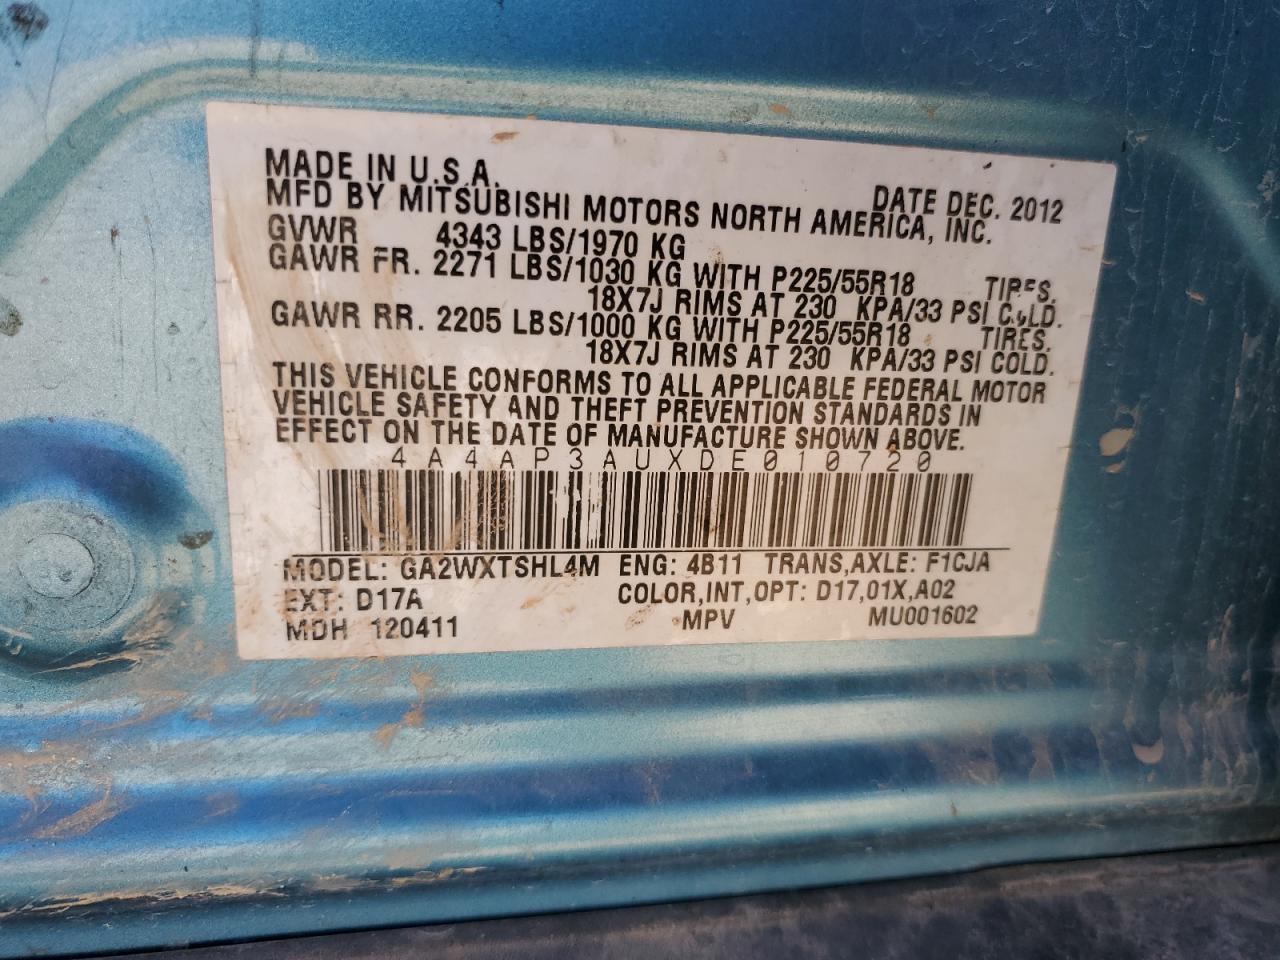 MADE IN U.S.A.
DATE DEC. 2012
MFD BY MITSUBISHI MOTORS NORTH AMERICA, INC.
GVWR 4343 LBS/1970 KG
GAWR FR. 2271 LBS/1030 KG WITH P225/55R18 TIRES,
18X7J RIMS AT 230 KPA/33 PSI COLD.
GAWR RR. 2205 LBS/1000 KG WITH P225/55R18 TIRES,
18X7J RIMS AT 230 KPA/33 PSI COLD.
THIS VEHICLE CONFORMS TO ALL APPLICABLE FEDERAL MOTOR
VEHICLE SAFETY AND THEFT PREVENTION STANDARDS IN
EFFECT ON THE DATE OF MANUFACTURE SHOWN ABOVE.
4A4AP3AUXDE010720
MODEL: GA2WXTSHL4M ENG: 4B11 TRANS,AXLE: F1CJA
EXT: D17A COLOR,INT,OPT: D17,01X,A02
MDH 120411 MPV MU001602